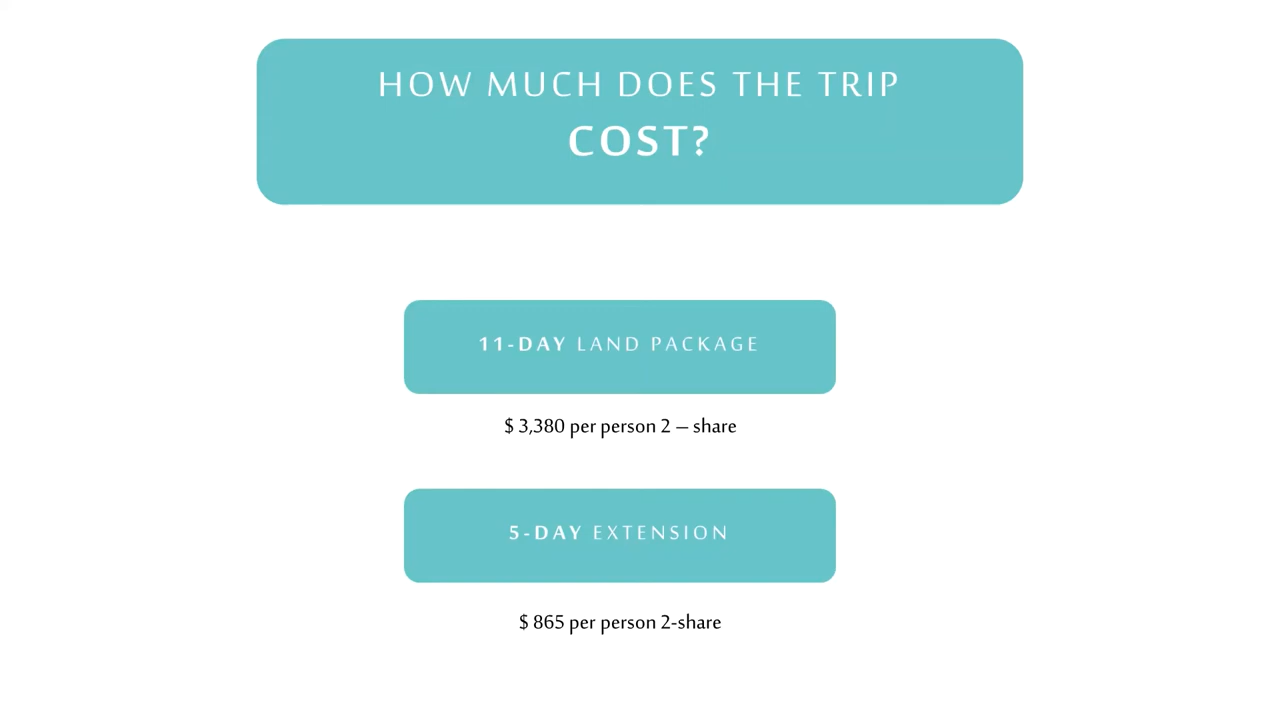 HOW MUCH DOES THE TRIP
COST?
11-DAY LAND PACKAGE
$ 3,380 per person 2 – share
5-DAY EXTENSION
$ 865 per person 2-share